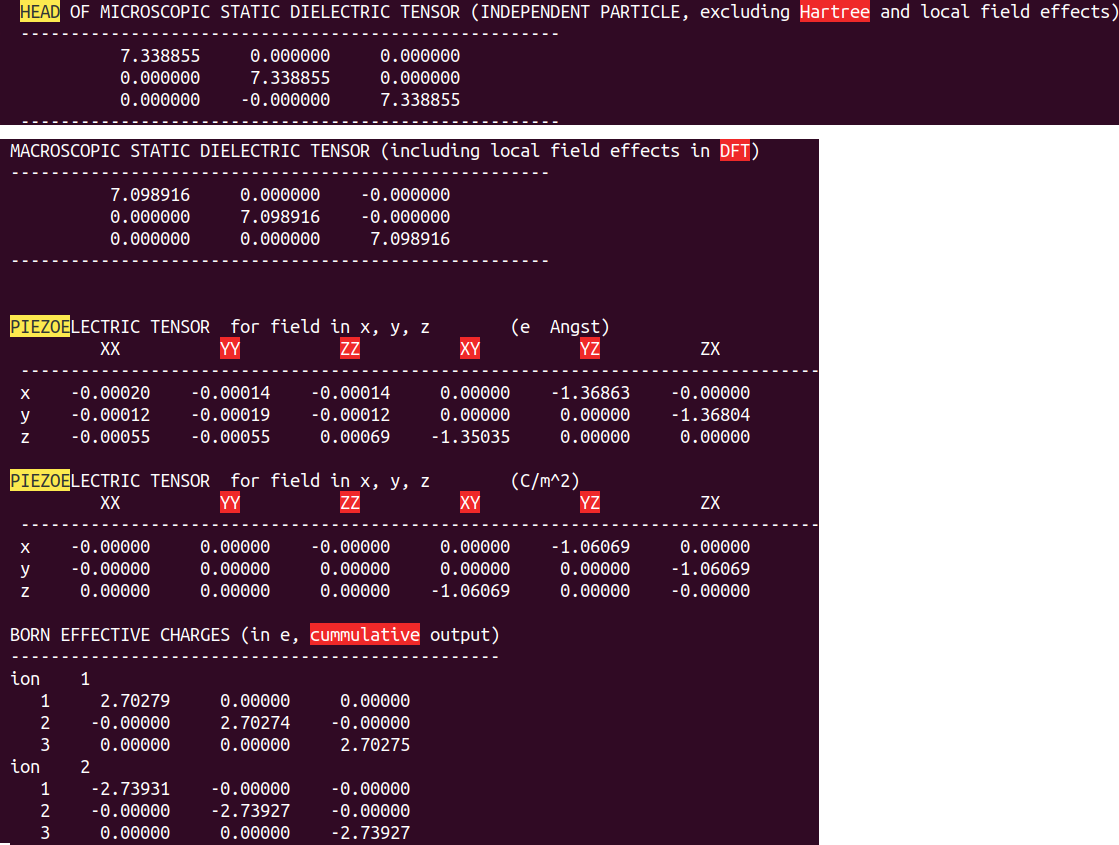 HEAD OF MICROSCOPIC STATIC DIELECTRIC TENSOR (INDEPENDENT PARTICLE, excluding Hartree and local field effects)
------------------------------------------------------
7.338855 0.000000 0.000000
0.000000 7.338855 0.000000
0.000000 -0.000000 7.338855
------------------------------------------------------
MACROSCOPIC STATIC DIELECTRIC TENSOR (including local field effects in DFT)
------------------------------------------------------
7.098916 0.000000 -0.000000
0.000000 7.098916 -0.000000
0.000000 0.000000 7.098916
------------------------------------------------------
PIEZOELECTRIC TENSOR for field in x, y, z (e Angst)
XX YY ZZ XY YZ ZX
--------------------------------------------------------------------------------
x -0.00020 -0.00014 -0.00014 0.00000 -1.36863 -0.00000
y -0.00012 -0.00019 -0.00012 0.00000 0.00000 -1.36804
z -0.00055 -0.00055 0.00069 -1.35035 0.00000 0.00000
PIEZOELECTRIC TENSOR for field in x, y, z (C/m^2)
XX YY ZZ XY YZ ZX
--------------------------------------------------------------------------------
x -0.00000 0.00000 -0.00000 0.00000 -1.06069 0.00000
y -0.00000 0.00000 0.00000 0.00000 0.00000 -1.06069
z 0.00000 0.00000 0.00000 -1.06069 0.00000 -0.00000
BORN EFFECTIVE CHARGES (in e, cummulative output)
-------------------------------------------------
ion 1
1 2.70279 0.00000 0.00000
2 -0.00000 2.70274 -0.00000
3 0.00000 0.00000 2.70275
ion 2
1 -2.73931 -0.00000 -0.00000
2 -0.00000 -2.73927 -0.00000
3 0.00000 0.00000 -2.73927